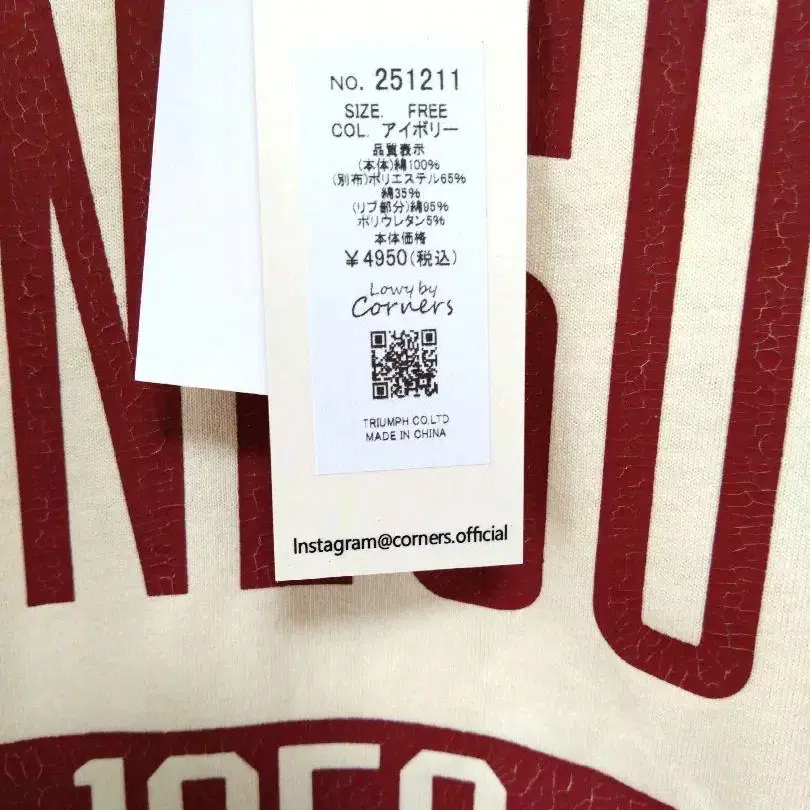 NO. 251211
SIZE. FREE
COL. アイボリー
品質表示
(本体)綿100%
(別布)ポリエステル65%
綿35%
(リブ部分)綿95%
ポリウレタン5%
本体価格
¥4950(税込)
Lowy by
Corners
TRIUMPH CO.LTD
MADE IN CHINA
Instagram@corners.official